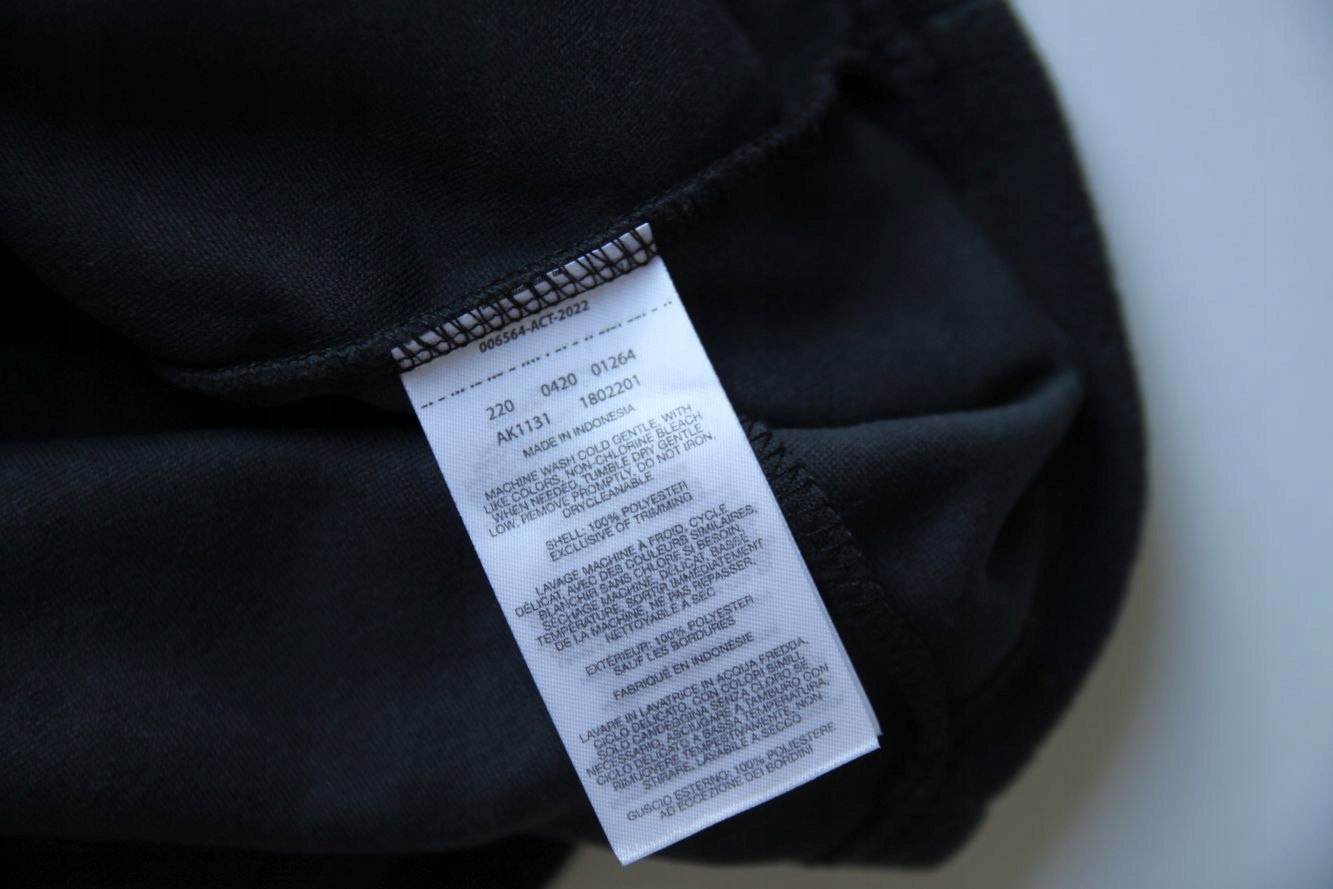 006564-ACT-2022
220 0420 01264
AK1131 1802201
MADE IN INDONESIA
MACHINE WASH COLD GENTLE, WITH
LIKE COLORS, NON-CHLORINE BLEACH
WHEN NEEDED, TUMBLE DRY GENTLE
LOW. REMOVE PROMPTLY. DO NOT IRON.
DRYCLEANABLE
SHELL: 100% POLYESTER
EXCLUSIVE OF TRIMMING
LAVAGE MACHINE À FROID, CYCLE
DÉLICAT AVEC DES COULEURS SIMILAIRES.
BLANCHIR SANS CHLORE SI BESOIN,
SÉCHAGE MACHINE, DÉLICAT, BASSE
TEMPÉRATURE, SORTIR IMMÉDIATEMENT
DE LA MACHINE, NE PAS REPASSER.
NETTOYABLE A SEC
EXTÉRIEUR: 100% POLYESTER
SAUF LES BORDURES
FABRIQUÉ EN INDONÉSIE
LAVARE IN LAVATRICE IN ACQUA FREDDA,
CICLO DELICATO, CON COLORI SIMILI.
SOLO CANDEGGINA SENZA CLORO SE
NECESSARIO. ASCIUGARE A TAMBURO CON
CICLO DELICATO A BASSA TEMPERATURA.
RIMUOVERE TEMPESTIVAMENTE. NON
STIRARE. LAVABILE A SECCO
GUSCIO ESTERNO: 100% POLIESTERE
AD ECCEZIONE DEI BORDINI